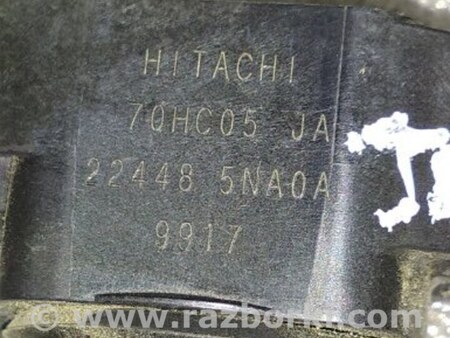 HITACHI
7QHC05 JA
22448 5NA0A
9917
www.razborka.com